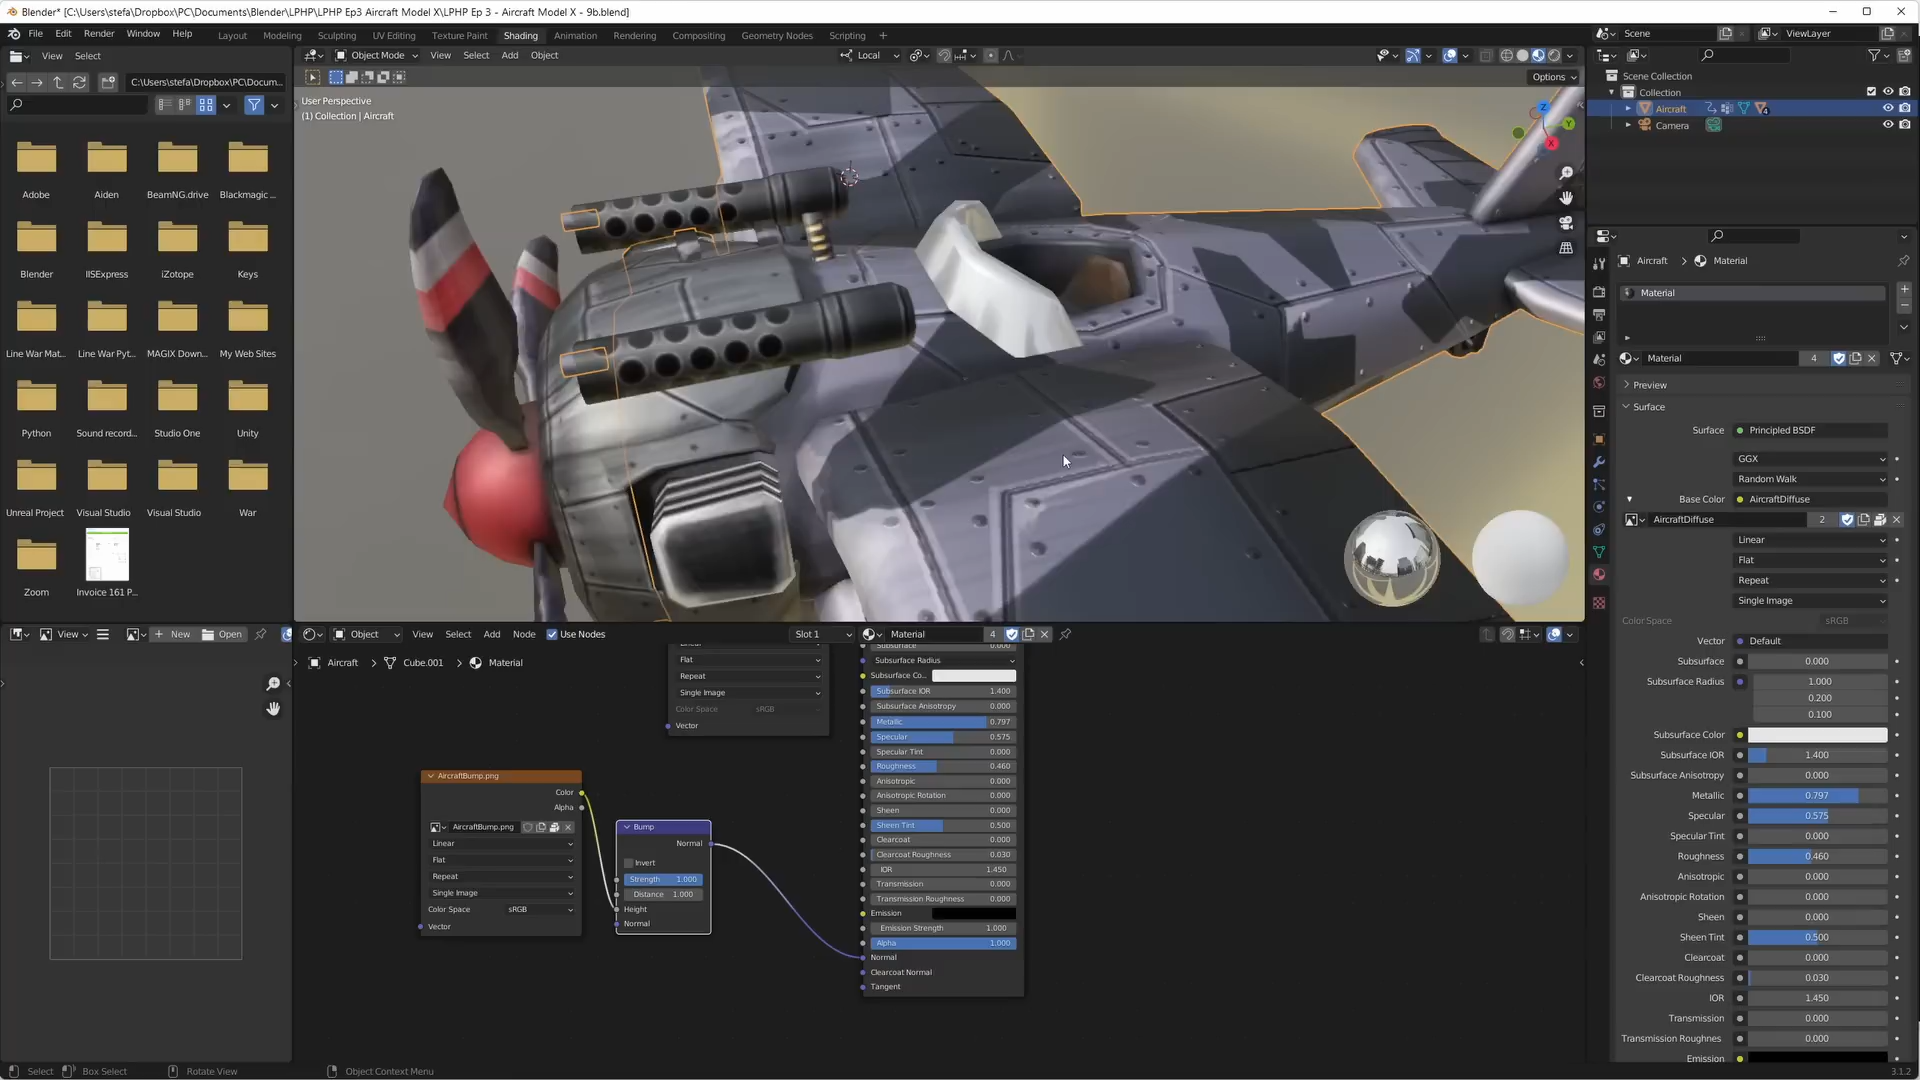 Blender* [C:\Users\stefa\Dropbox\PC\Documents\Blender\LPHP\LPHP Ep3 Aircraft Model X\LPHP Ep 3 - Aircraft Model X - 9b.blend]
File Edit Render Window Help Layout Modeling Sculpting UV Editing Texture Paint Shading Animation Rendering Compositing Geometry Nodes Scripting + Scene ViewLayer
View Select Object Mode View Select Add Object Local
C:\Users\stefa\Dropbox\PC\Docum... Options
Scene Collection
Collection
Aircraft
Camera
User Perspective
(1) Collection | Aircraft
Z
Y
X
Adobe Aiden BeamNG.drive Blackmagic ...
Blender IISExpress iZotope Keys
Line War Mat... Line War Pyt... MAGIX Down... My Web Sites
Python Sound record... Studio One Unity
Unreal Project Visual Studio Visual Studio War
Zoom Invoice 161 P...
View New Open
Object View Select Add Node Use Nodes Slot 1 Material 4
Aircraft Cube.001 Material
Flat
Repeat
Single Image
Color Space sRGB
Vector
AircraftBump.png
Color
Alpha
AircraftBump.png
Linear
Flat
Repeat
Single Image
Color Space sRGB
Vector
Bump
Normal
Invert
Strength 1.000
Distance 1.000
Height
Normal
Subsurface 0.000
Subsurface Radius
Subsurface Co...
Subsurface IOR 1.400
Subsurface Anisotropy 0.000
Metallic 0.797
Specular 0.575
Specular Tint 0.000
Roughness 0.460
Anisotropic 0.000
Anisotropic Rotation 0.000
Sheen 0.000
Sheen Tint 0.500
Clearcoat 0.000
Clearcoat Roughness 0.030
IOR 1.450
Transmission 0.000
Transmission Roughness 0.000
Emission
Emission Strength 1.000
Alpha 1.000
Normal
Clearcoat Normal
Tangent
Aircraft Material
Material
Material 4
Preview
Surface
Surface Principled BSDF
GGX
Random Walk
Base Color AircraftDiffuse
AircraftDiffuse 2
Linear
Flat
Repeat
Single Image
Color Space sRGB
Vector Default
Subsurface 0.000
Subsurface Radius 1.000
0.200
0.100
Subsurface Color
Subsurface IOR 1.400
Subsurface Anisotropy 0.000
Metallic 0.797
Specular 0.575
Specular Tint 0.000
Roughness 0.460
Anisotropic 0.000
Anisotropic Rotation 0.000
Sheen 0.000
Sheen Tint 0.500
Clearcoat 0.000
Clearcoat Roughness 0.030
IOR 1.450
Transmission 0.000
Transmission Roughnes 0.000
Emission
Select Box Select Rotate View Object Context Menu 3.1.2